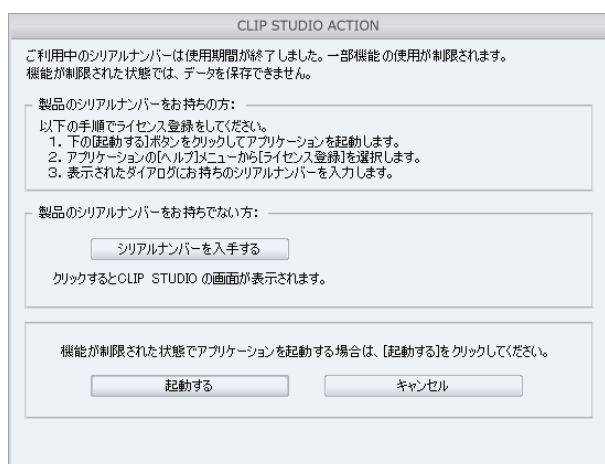 CLIP STUDIO ACTION
ご利用中のシリアルナンバーは使用期間が終了しました。一部機能の使用が制限されます。
機能が制限された状態では、データを保存できません。
製品のシリアルナンバーをお持ちの方:
以下の手順でライセンス登録をしてください。
1. 下の[起動する]ボタンをクリックしてアプリケーションを起動します。
2. アプリケーションの[ヘルプ]メニューから[ライセンス登録]を選択します。
3. 表示されたダイアログにお持ちのシリアルナンバーを入力します。
製品のシリアルナンバーをお持ちでない方:
シリアルナンバーを入手する
クリックするとCLIP STUDIO の画面が表示されます。
機能が制限された状態でアプリケーションを起動する場合は、[起動する]をクリックしてください。
起動する キャンセル